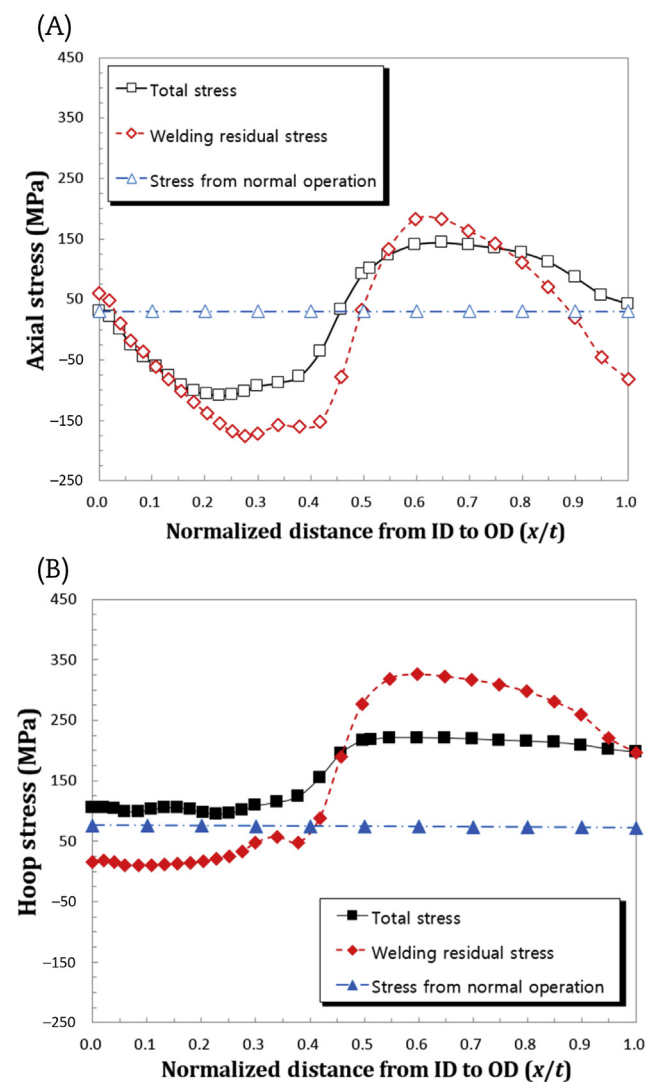 (A)
450
350
250
150
50
−50
−150
−250
Axial stress (MPa)
Total stress
Welding residual stress
Stress from normal operation
0.0 0.1 0.2 0.3 0.4 0.5 0.6 0.7 0.8 0.9 1.0
Normalized distance from ID to OD (x/t)
(B)
450
350
250
150
50
−50
−150
−250
Hoop stress (MPa)
Total stress
Welding residual stress
Stress from normal operation
0.0 0.1 0.2 0.3 0.4 0.5 0.6 0.7 0.8 0.9 1.0
Normalized distance from ID to OD (x/t)